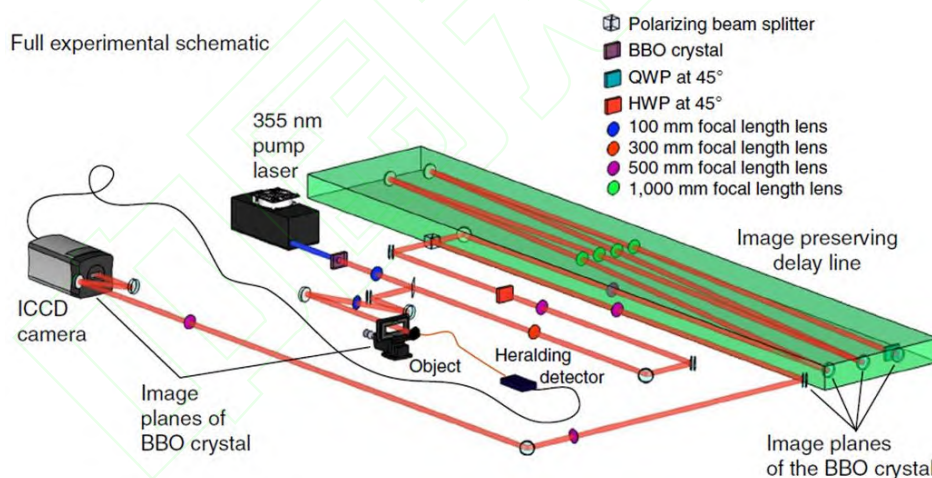 Full experimental schematic
Polarizing beam splitter
BBO crystal
QWP at 45°
HWP at 45°
100 mm focal length lens
300 mm focal length lens
500 mm focal length lens
1,000 mm focal length lens
355 nm
pump
laser
Image preserving
delay line
ICCD
camera
Object
Heralding
detector
Image
planes of
BBO crystal
Image planes
of the BBO crystal